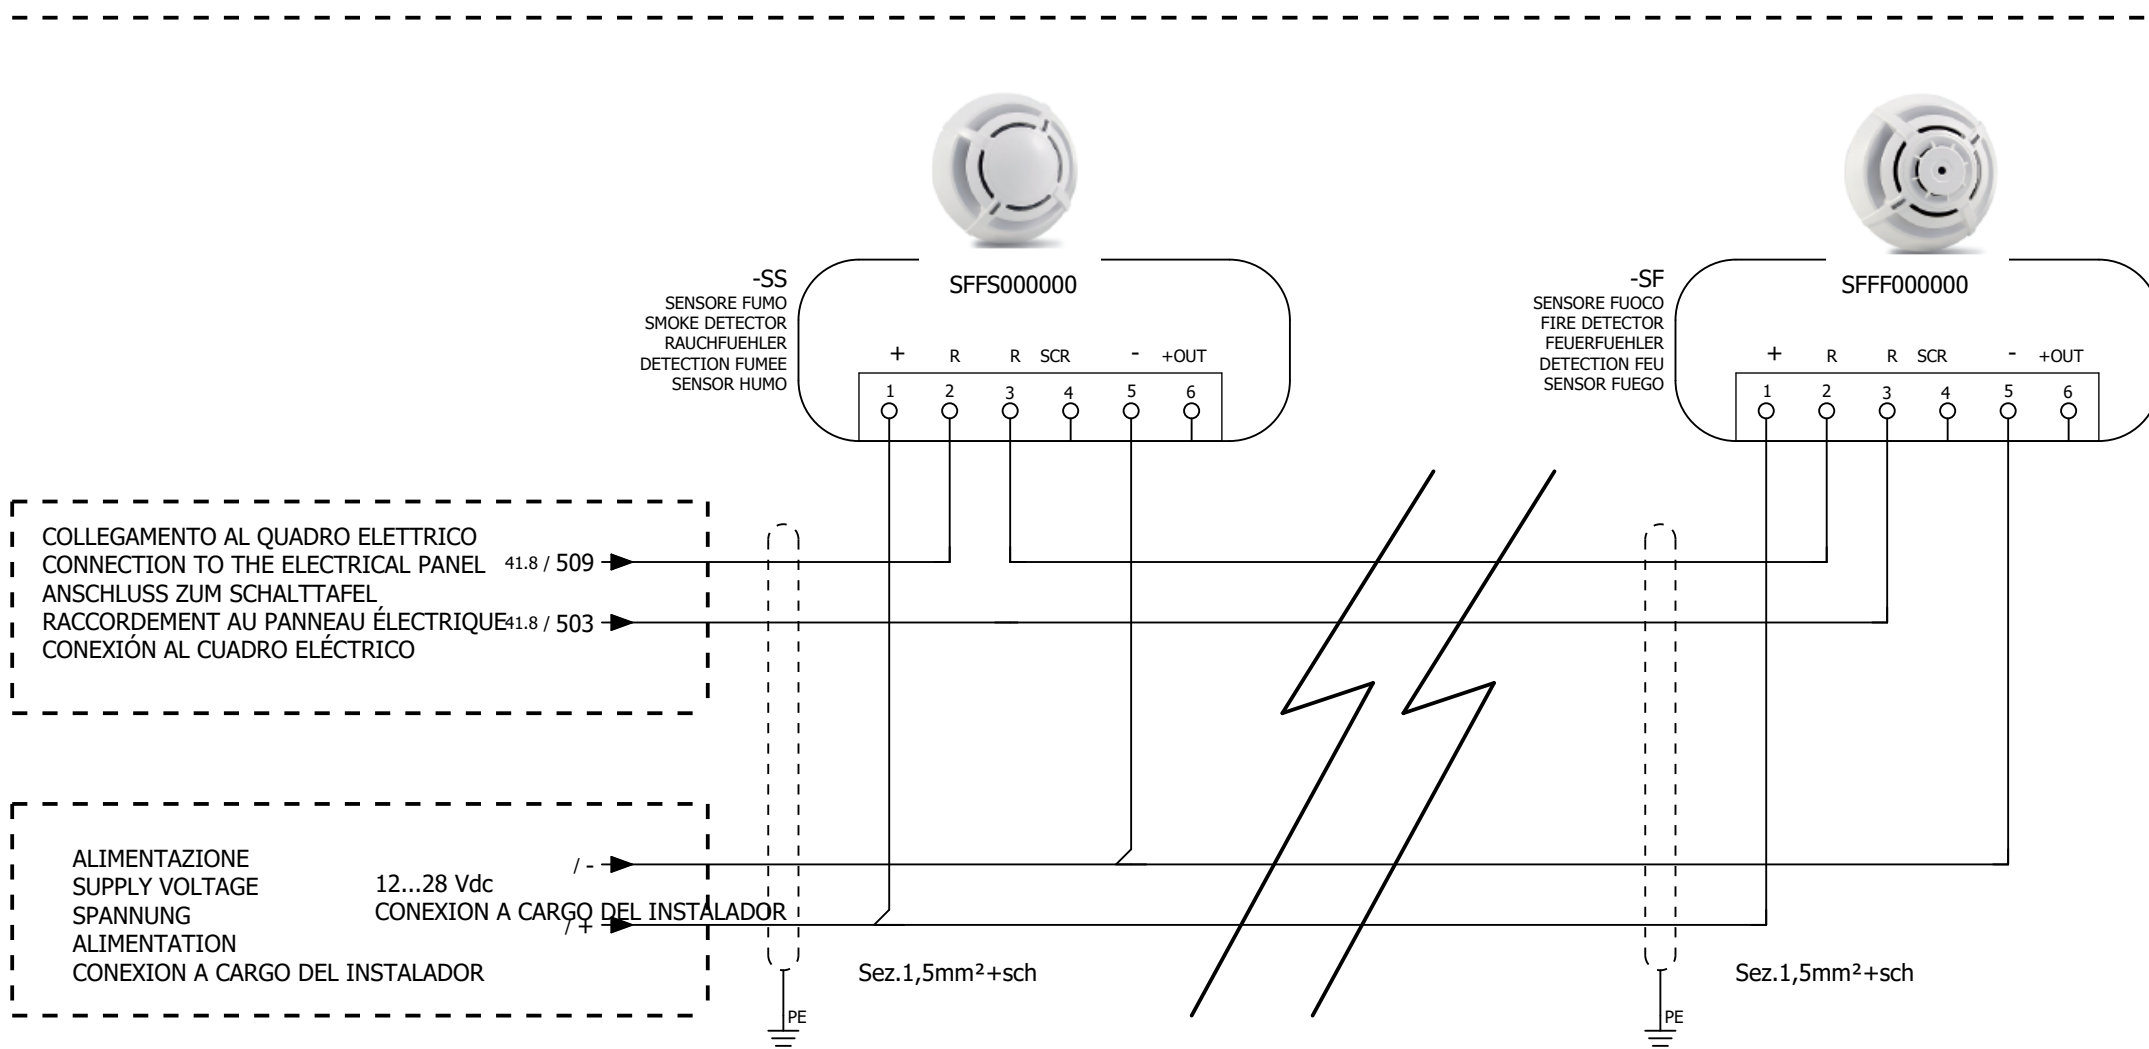 -SS
SENSORE FUMO
SMOKE DETECTOR
RAUCHFUEHLER
DETECTION FUMEE
SENSOR HUMO
SFFS000000
+ R R SCR - +OUT
1 2 3 4 5 6
-SF
SENSORE FUOCO
FIRE DETECTOR
FEUERFUEHLER
DETECTION FEU
SENSOR FUEGO
SFFF000000
+ R R SCR - +OUT
1 2 3 4 5 6
COLLEGAMENTO AL QUADRO ELETTRICO
CONNECTION TO THE ELECTRICAL PANEL 41.8 / 509
ANSCHLUSS ZUM SCHALTTAFEL
RACCORDEMENT AU PANNEAU ÉLECTRIQUE 41.8 / 503
CONEXIÓN AL CUADRO ELÉCTRICO
ALIMENTAZIONE
SUPPLY VOLTAGE
SPANNUNG
ALIMENTATION
CONEXION A CARGO DEL INSTALADOR
12...28 Vdc
CONEXION A CARGO DEL INSTALADOR
/ -
/ +
Sez.1,5mm²+sch
PE
Sez.1,5mm²+sch
PE